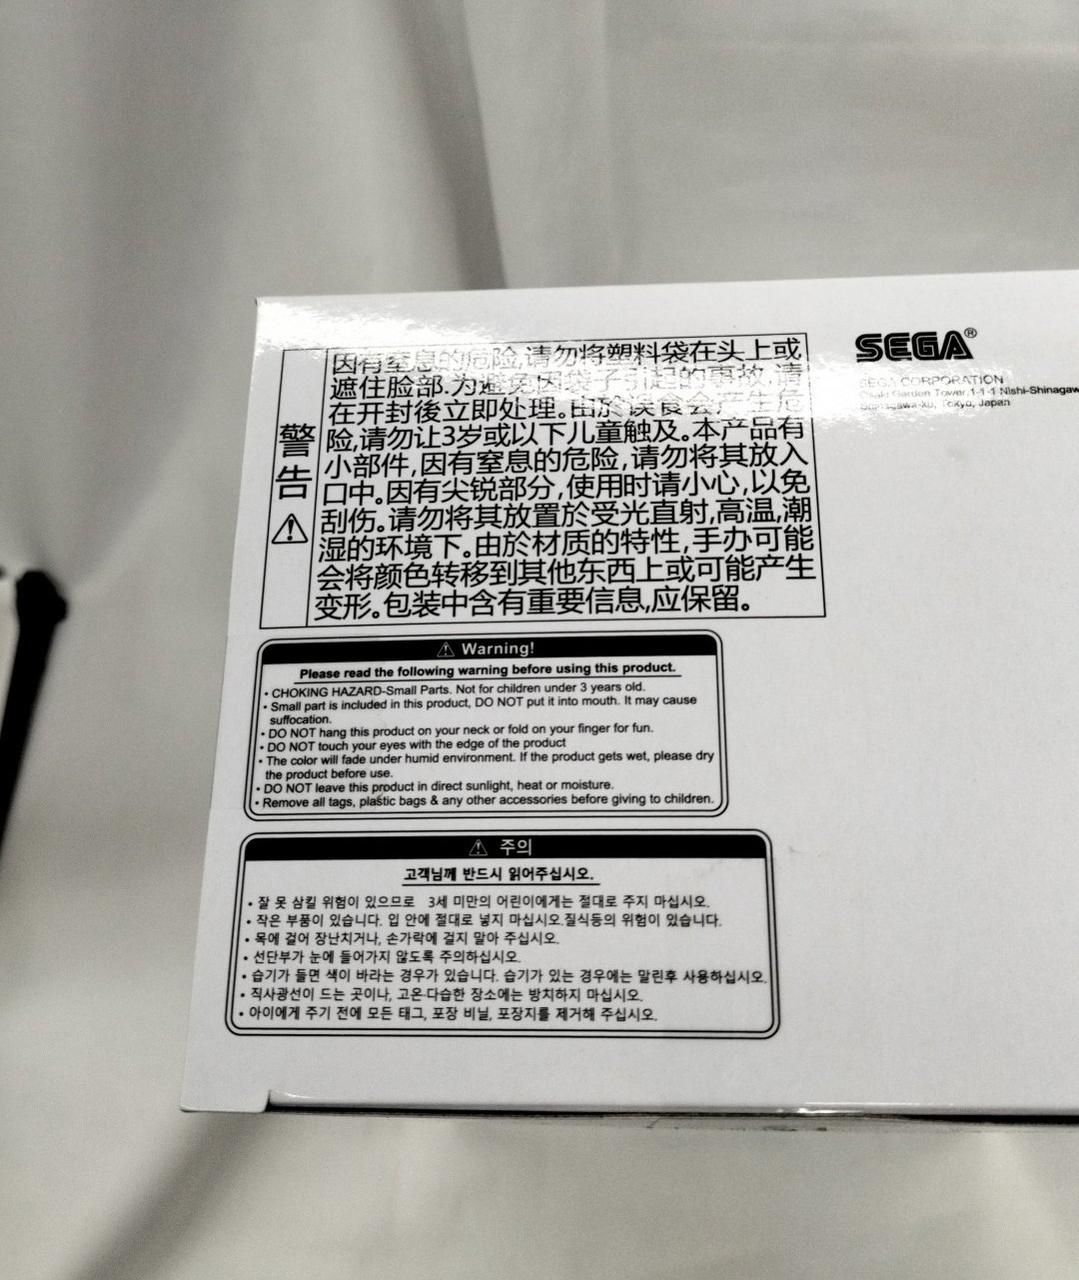 警告
因有窒息的危险,请勿将塑料袋在头上或
遮住脸部.为避免因袋子引起的事故,请
在开封後立即处理。由於误食会产生危
险,请勿让3岁或以下儿童触及。本产品有
小部件,因有窒息的危险,请勿将其放入
口中。因有尖锐部分,使用时请小心,以免
刮伤。请勿将其放置於受光直射,高温,潮
湿的环境下。由於材质的特性,手办可能
会将颜色转移到其他东西上或可能产生
变形。包装中含有重要信息,应保留。
SEGA®
SEGA CORPORATION
Garden Tower,1-1-1 Nishi-Shinagaw
Shinagawa-ku, Tokyo, Japan
⚠ Warning!
Please read the following warning before using this product.
• CHOKING HAZARD-Small Parts. Not for children under 3 years old.
• Small part is included in this product, DO NOT put it into mouth. It may cause
suffocation.
• DO NOT hang this product on your neck or fold on your finger for fun.
• DO NOT touch your eyes with the edge of the product
• The color will fade under humid environment. If the product gets wet, please dry
the product before use.
• DO NOT leave this product in direct sunlight, heat or moisture.
• Remove all tags, plastic bags & any other accessories before giving to children.
⚠ 주의
고객님께 반드시 읽어주십시오.
• 잘 못 삼킬 위험이 있으므로 3세 미만의 어린이에게는 절대로 주지 마십시오.
• 작은 부품이 있습니다. 입 안에 절대로 넣지 마십시오.질식등의 위험이 있습니다.
• 목에 걸어 장난치거나, 손가락에 걸지 말아 주십시오.
• 선단부가 눈에 들어가지 않도록 주의하십시오.
• 습기가 들면 색이 바라는 경우가 있습니다. 습기가 있는 경우에는 말린후 사용하십시오.
• 직사광선이 드는 곳이나, 고온·다습한 장소에는 방치하지 마십시오.
• 아이에게 주기 전에 모든 태그, 포장 비닐, 포장지를 제거해 주십시오.